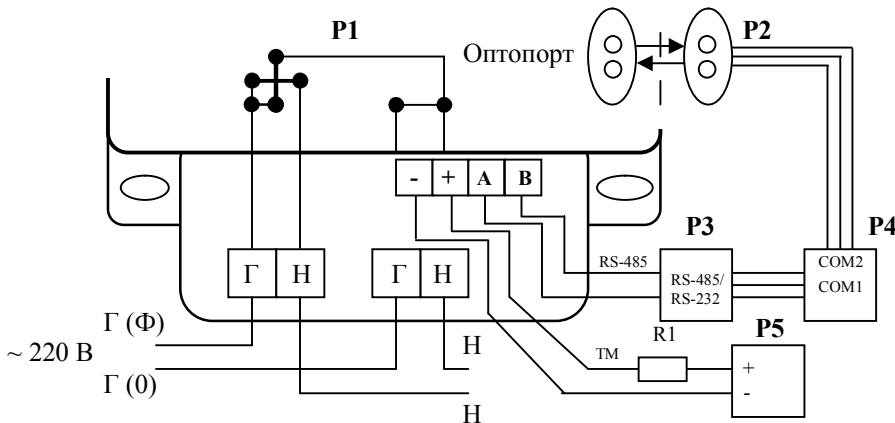 P1
Оптопорт
P2
- + A B
P3
P4
RS-485
RS-485/
RS-232
COM2
COM1
Г Н Г Н
Г (Ф)
~ 220 В
Г (0)
Н
Н
R1
P5
ТМ
+
-